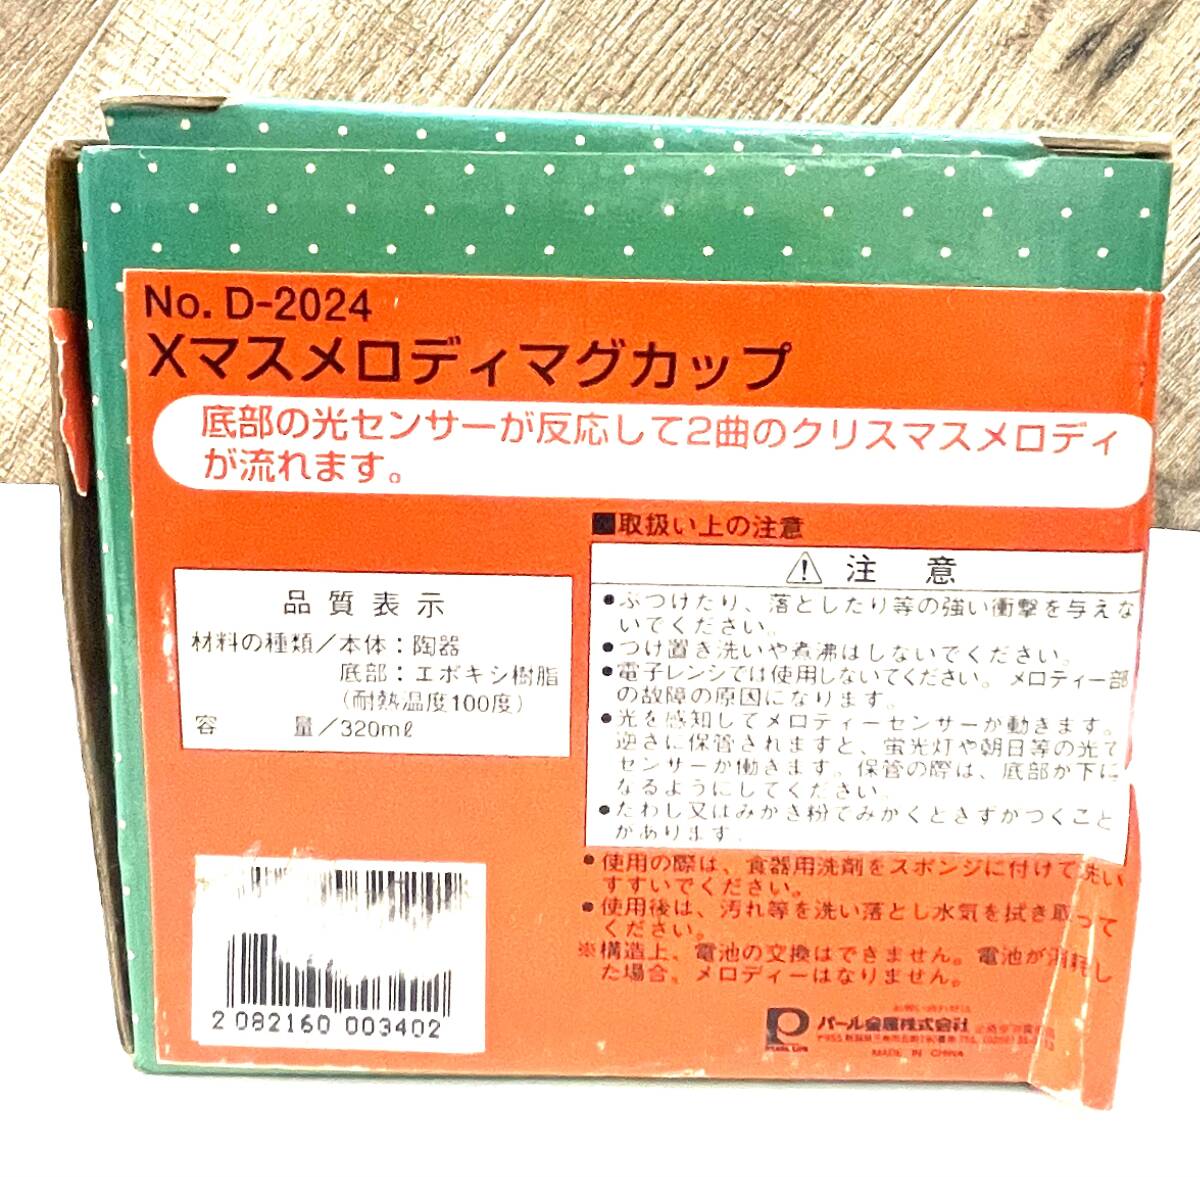 No. D-2024
Xマスメロディマグカップ
底部の光センサーが反応して2曲のクリスマスメロディ
が流れます。
■取扱い上の注意
⚠ 注 意
●ぶつけたり、落としたり等の強い衝撃を与えな
いでください。
●つけ置き洗いや煮沸はしないでください。
●電子レンジでは使用しないてください。メロディー部
の故障の原因になります。
●光を感知してメロディーセンサーか動きます。
逆さに保管されますと、蛍光灯や朝日等の光て
センサーか働きます。保管の際は、底部か下に
なるようにしてください。
●たわし又はみかき粉てみかくときずかつくこと
かあります。
●使用の際は、食器用洗剤をスポンジに付けて洗い
すすいでください。
●使用後は、汚れ等を洗い落とし水気を拭き取って
ください。
※構造上、電池の交換はできません。電池が消耗し
た場合、メロディーはなりません。
品質表示
材料の種類/本体:陶器
底部:エポキシ樹脂
(耐熱温度100度)
容 量/320mℓ
2 082160 003402
パール金属株式会社
PEARL LIFE
MADE IN CHINA